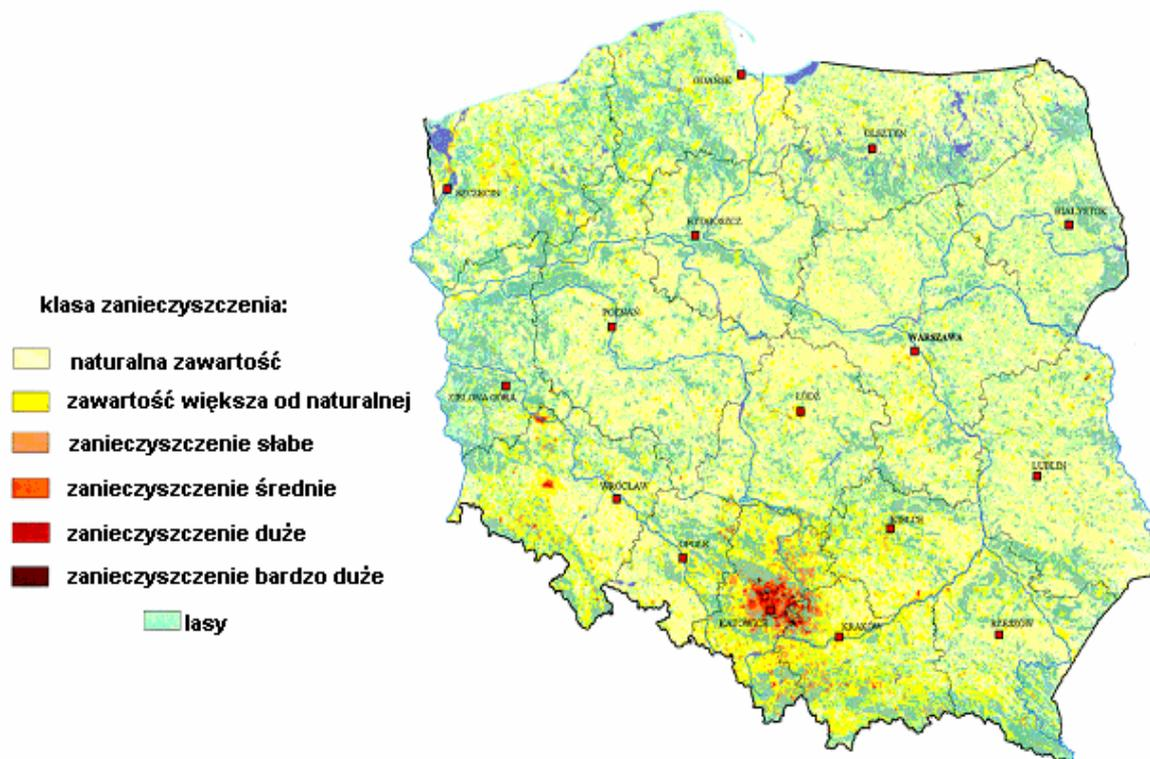 GDAŃSK
OLSZTYN
SZCZECIN
BIAŁYSTOK
BYDGOSZCZ
klasa zanieczyszczenia:
POZNAŃ
WARSZAWA
naturalna zawartość
ZIELONA GÓRA
zawartość większa od naturalnej
ŁÓDŹ
zanieczyszczenie słabe
LUBLIN
zanieczyszczenie średnie
WROCŁAW
zanieczyszczenie duże
KIELCE
OPOLE
zanieczyszczenie bardzo duże
lasy
KATOWICE
KRAKÓW
RZESZÓW